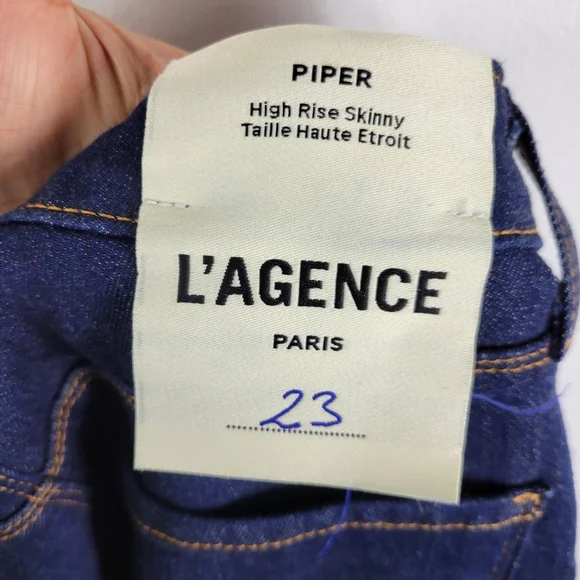 PIPER
High Rise Skinny
Taille Haute Etroit
L'AGENCE
PARIS
23